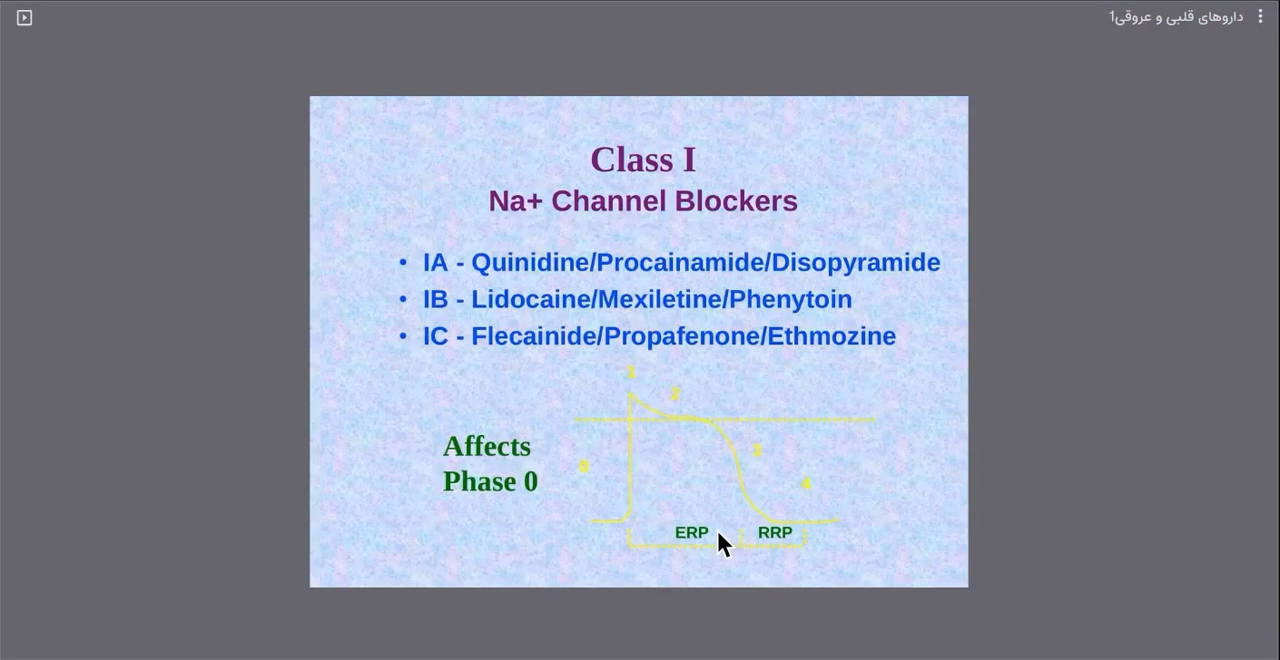 داروهای قلبی و عروقی1
Class I
Na+ Channel Blockers
• IA - Quinidine/Procainamide/Disopyramide
• IB - Lidocaine/Mexiletine/Phenytoin
• IC - Flecainide/Propafenone/Ethmozine
1
2
Affects
Phase 0
0
3
4
ERP
RRP